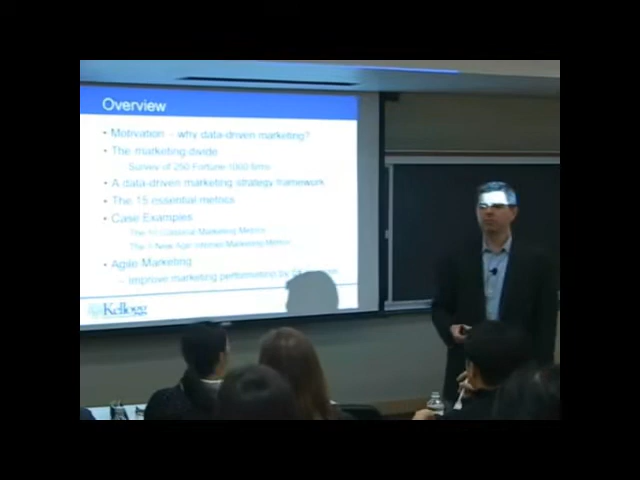 Overview
• Motivation – why data-driven marketing?
• The marketing divide
Survey of 250 Fortune 1000 firms
• A data-driven marketing strategy framework
• The 15 essential metrics
• Case Examples
The 10 Classical Marketing Metrics
The 5 New Age Internet Marketing Metrics
• Agile Marketing
– Improve marketing performance by
Kellogg